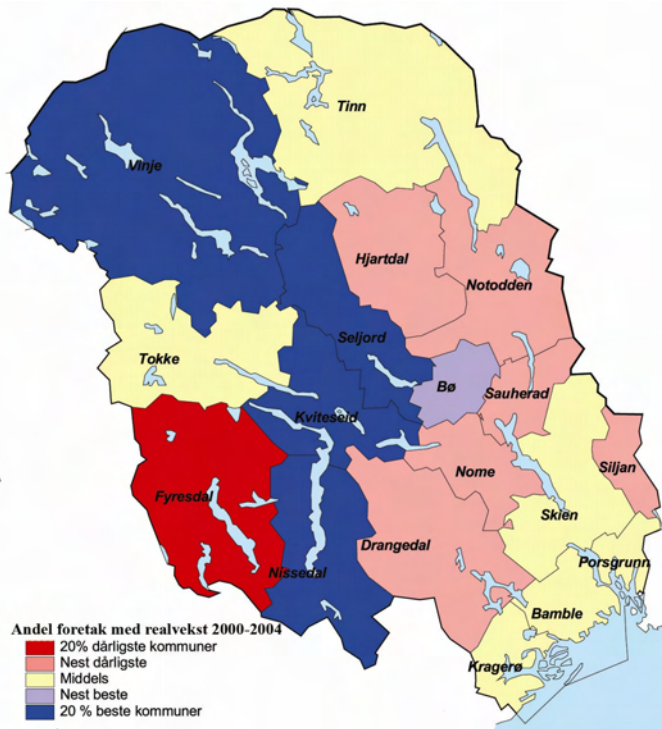 Tinn
Vinje
Hjartdal
Notodden
Seljord
Tokke
Bø
Sauherad
Kviteseid
Nome
Siljan
Fyresdal
Skien
Drangedal
Porsgrunn
Nissedal
Bamble
Kragerø
Andel foretak med realvekst 2000-2004
20% dårligste kommuner
Nest dårligste
Middels
Nest beste
20 % beste kommuner